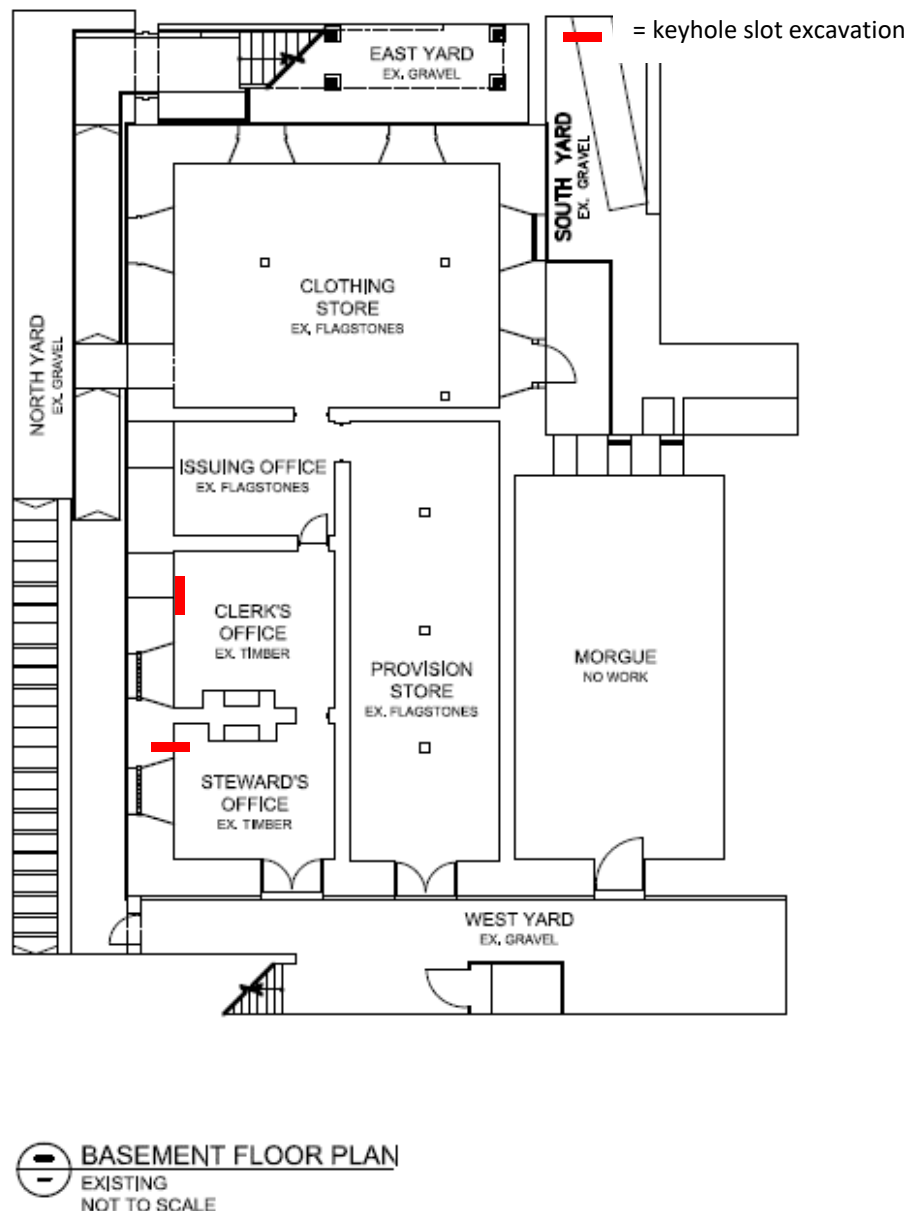 = keyhole slot excavation
EAST YARD
EX. GRAVEL
SOUTH YARD
EX. GRAVEL
CLOTHING
STORE
EX. FLAGSTONES
NORTH YARD
EX. GRAVEL
ISSUING OFFICE
EX. FLAGSTONES
CLERK'S
OFFICE
EX. TIMBER
PROVISION
STORE
EX. FLAGSTONES
MORGUE
NO WORK
STEWARD'S
OFFICE
EX. TIMBER
WEST YARD
EX. GRAVEL
BASEMENT FLOOR PLAN
EXISTING
NOT TO SCALE